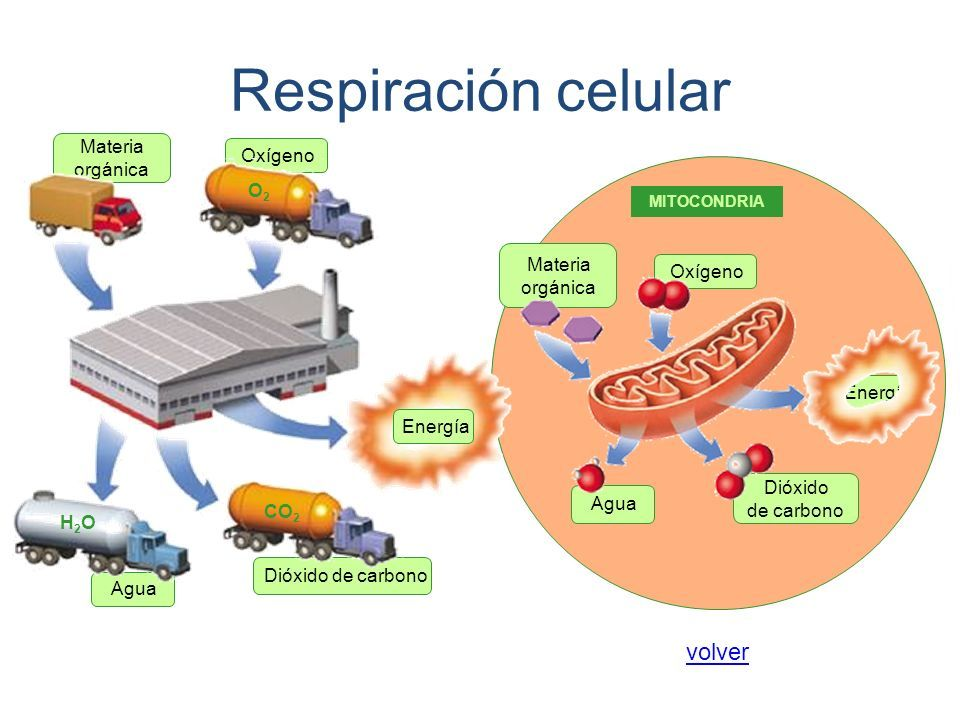 Respiración celular
Materia
orgánica
Oxígeno
O₂
Energía
H₂O
CO₂
Agua
Dióxido de carbono
MITOCONDRIA
Materia
orgánica
Oxígeno
Agua
Dióxido
de carbono
volver